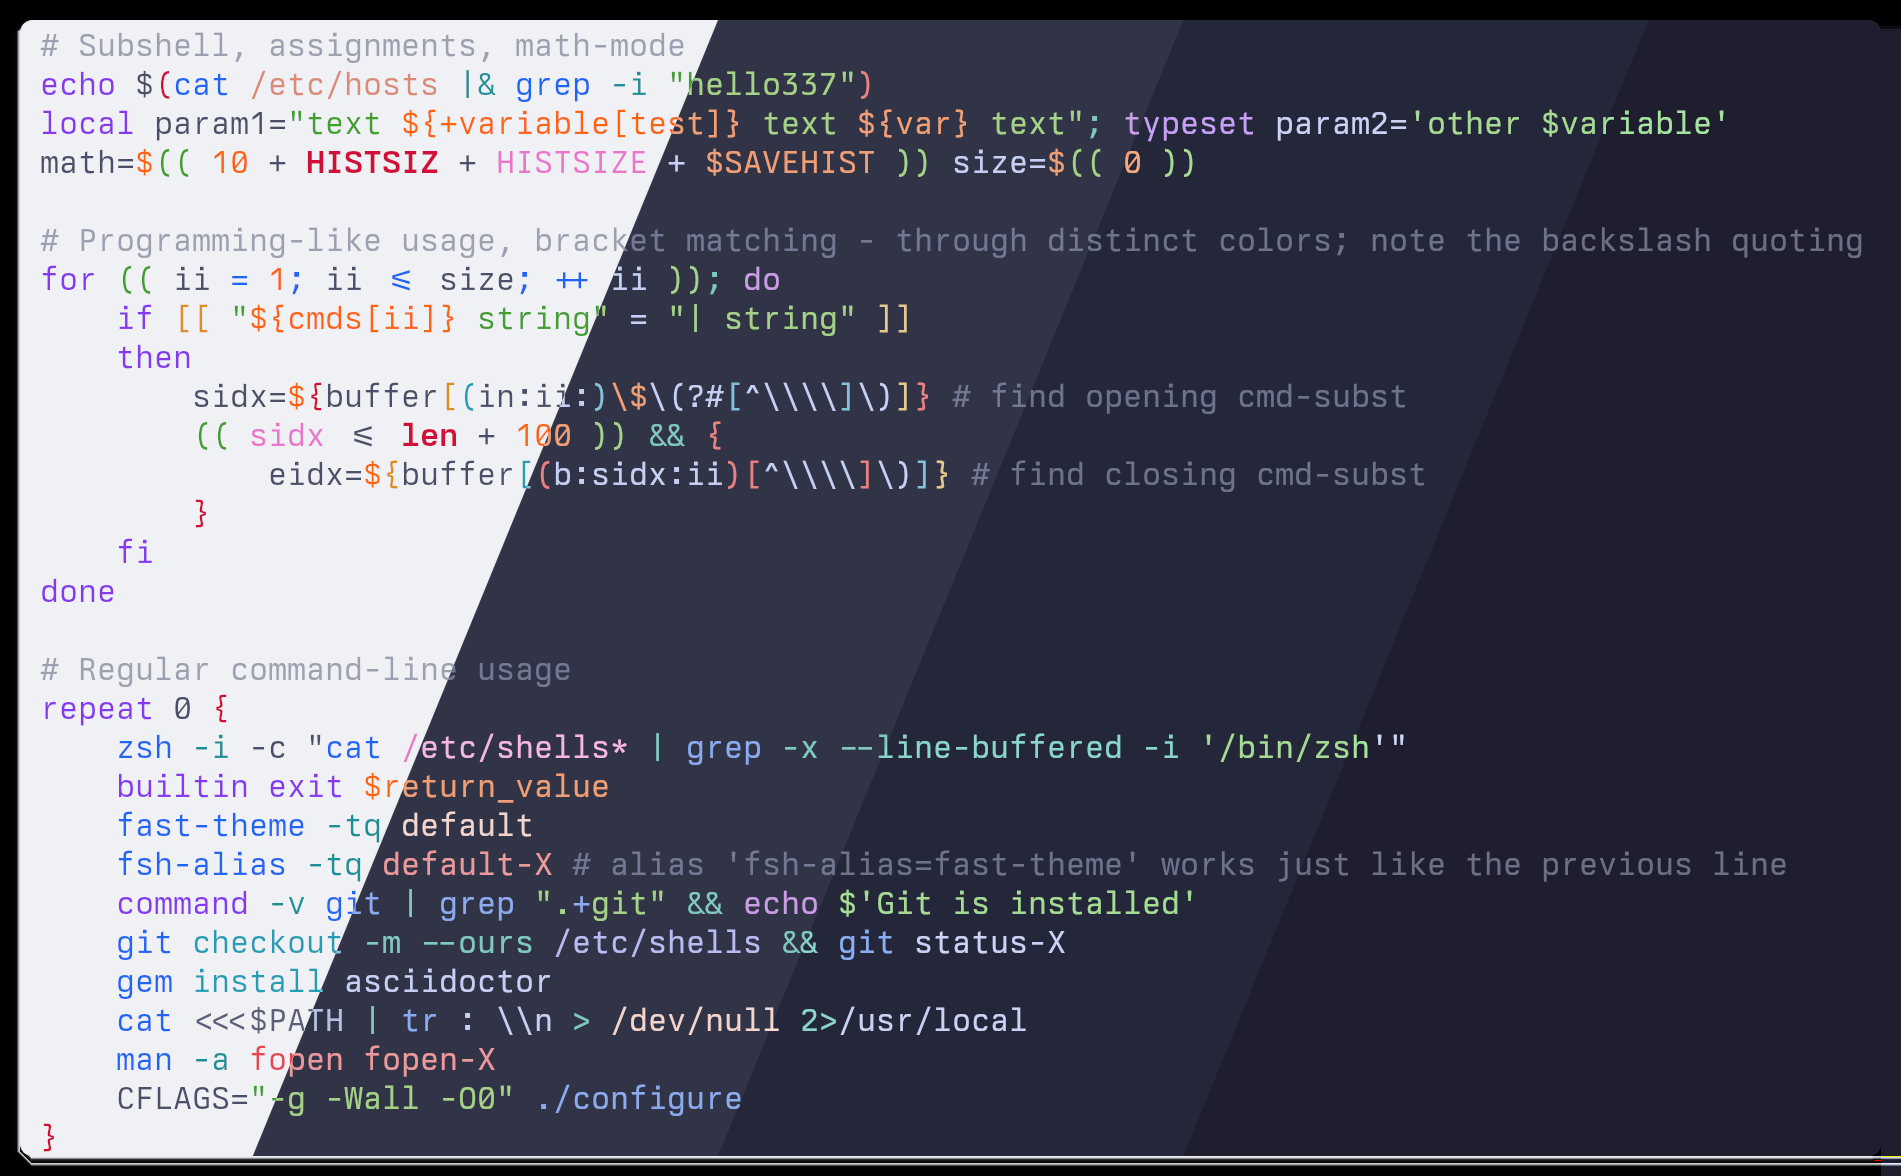 # Subshell, assignments, math-mode
echo $(cat /etc/hosts |& grep -i "hello337")
local param1="text ${+variable[test]} text ${var} text"; typeset param2='other $variable'
math=$(( 10 + HISTSIZ + HISTSIZE + $SAVEHIST )) size=$(( 0 ))
# Programming-like usage, bracket matching - through distinct colors; note the backslash quoting
for (( ii = 1; ii <= size; ++ ii )); do
if [[ "${cmds[ii]} string" = "| string" ]]
then
sidx=${buffer[(in:ii:)\$\(?#[^\\\\]\)]} # find opening cmd-subst
(( sidx <= len + 100 )) && {
eidx=${buffer[(b:sidx:ii)[^\\\\]\)]} # find closing cmd-subst
}
fi
done
# Regular command-line usage
repeat 0 {
zsh -i -c "cat /etc/shells* | grep -x --line-buffered -i '/bin/zsh'"
builtin exit $return_value
fast-theme -tq default
fsh-alias -tq default-X # alias 'fsh-alias=fast-theme' works just like the previous line
command -v git | grep ".+git" && echo $'Git is installed'
git checkout -m --ours /etc/shells && git status-X
gem install asciidoctor
cat <<<$PATH | tr : \\n > /dev/null 2>/usr/local
man -a fopen fopen-X
CFLAGS="-g -Wall -O0" ./configure
}